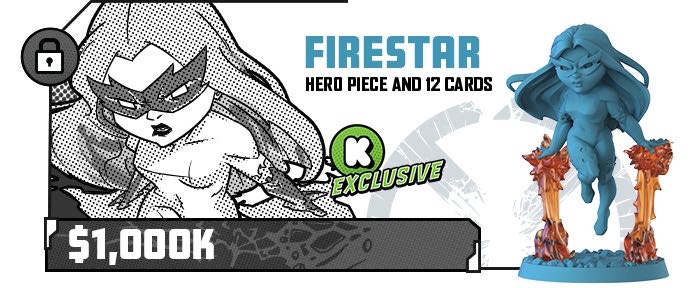 FIRESTAR
HERO PIECE AND 12 CARDS
K
EXCLUSIVE
$1,000K